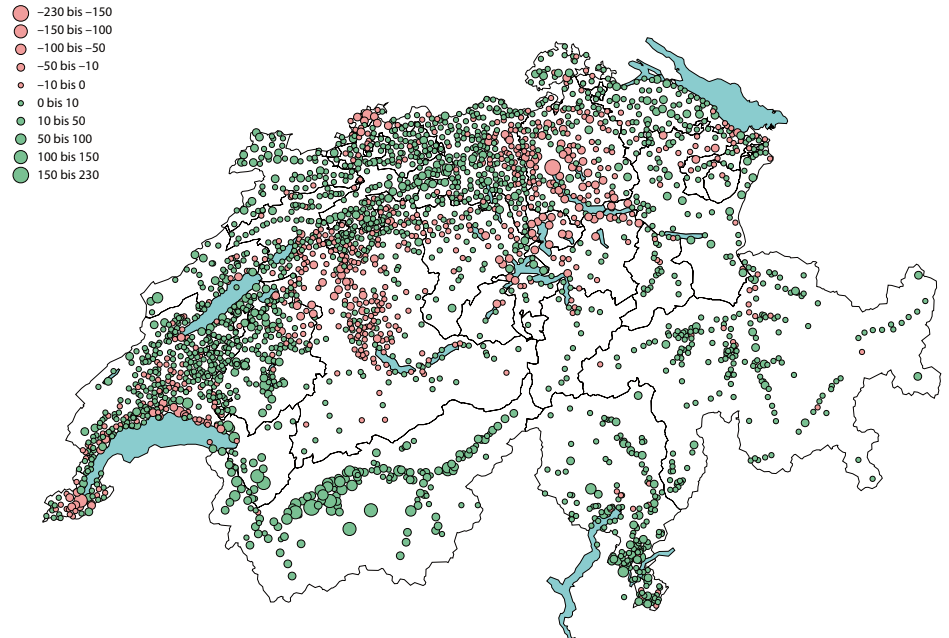 –230 bis –150
–150 bis –100
–100 bis –50
–50 bis –10
–10 bis 0
0 bis 10
10 bis 50
50 bis 100
100 bis 150
150 bis 230